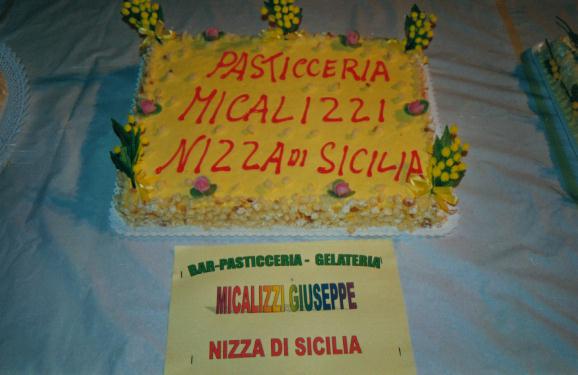 PASTICCERIA
MICALIZZI
NIZZA DI SICILIA
BAR-PASTICCERIA - GELATERIA
MICALIZZI GIUSEPPE
NIZZA DI SICILIA